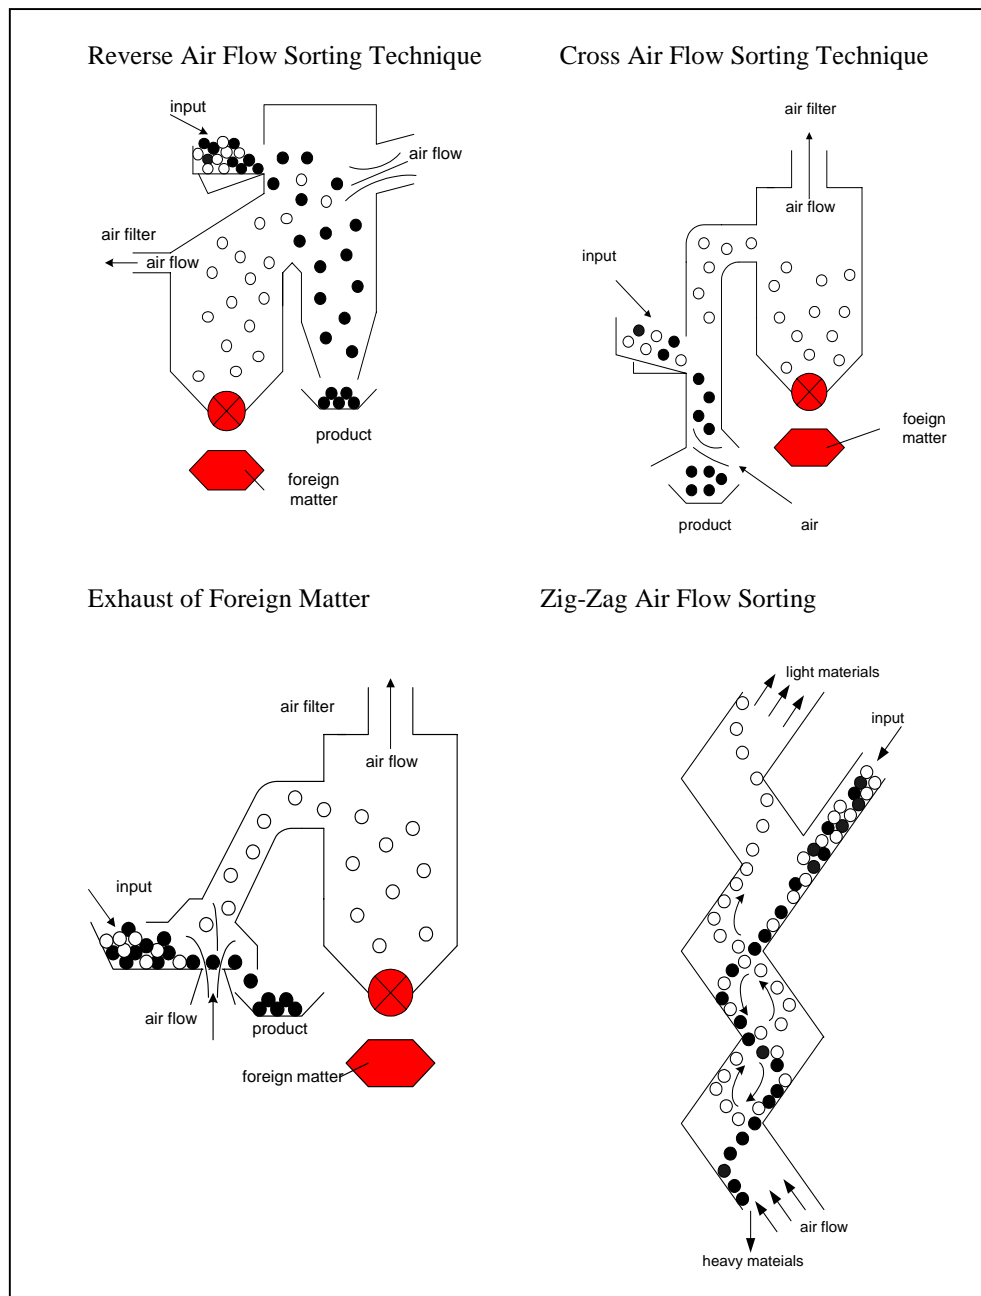 Reverse Air Flow Sorting Technique
input
air flow
air filter
air flow
product
foreign
matter
Cross Air Flow Sorting Technique
air filter
air flow
input
foeign
matter
product
air
Exhaust of Foreign Matter
air filter
air flow
input
air flow
product
foreign matter
Zig-Zag Air Flow Sorting
light materials
input
air flow
heavy mateials